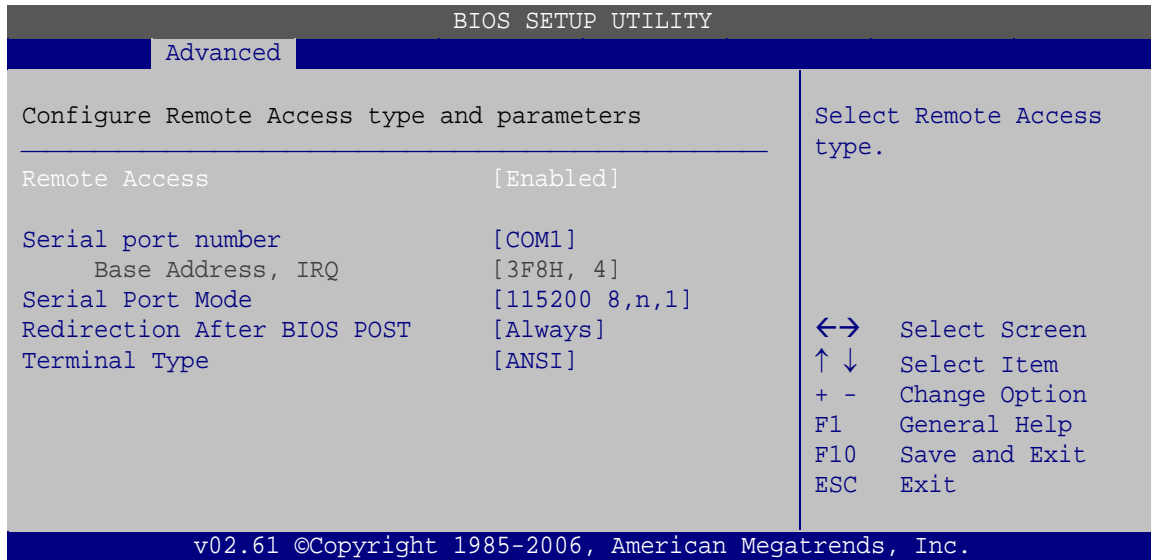 BIOS SETUP UTILITY
Advanced
Configure Remote Access type and parameters
Remote Access [Enabled]
Serial port number [COM1]
Base Address, IRQ [3F8H, 4]
Serial Port Mode [115200 8,n,1]
Redirection After BIOS POST [Always]
Terminal Type [ANSI]
Select Remote Access
type.
←→ Select Screen
↑ ↓ Select Item
+ - Change Option
F1 General Help
F10 Save and Exit
ESC Exit
v02.61 ©Copyright 1985-2006, American Megatrends, Inc.